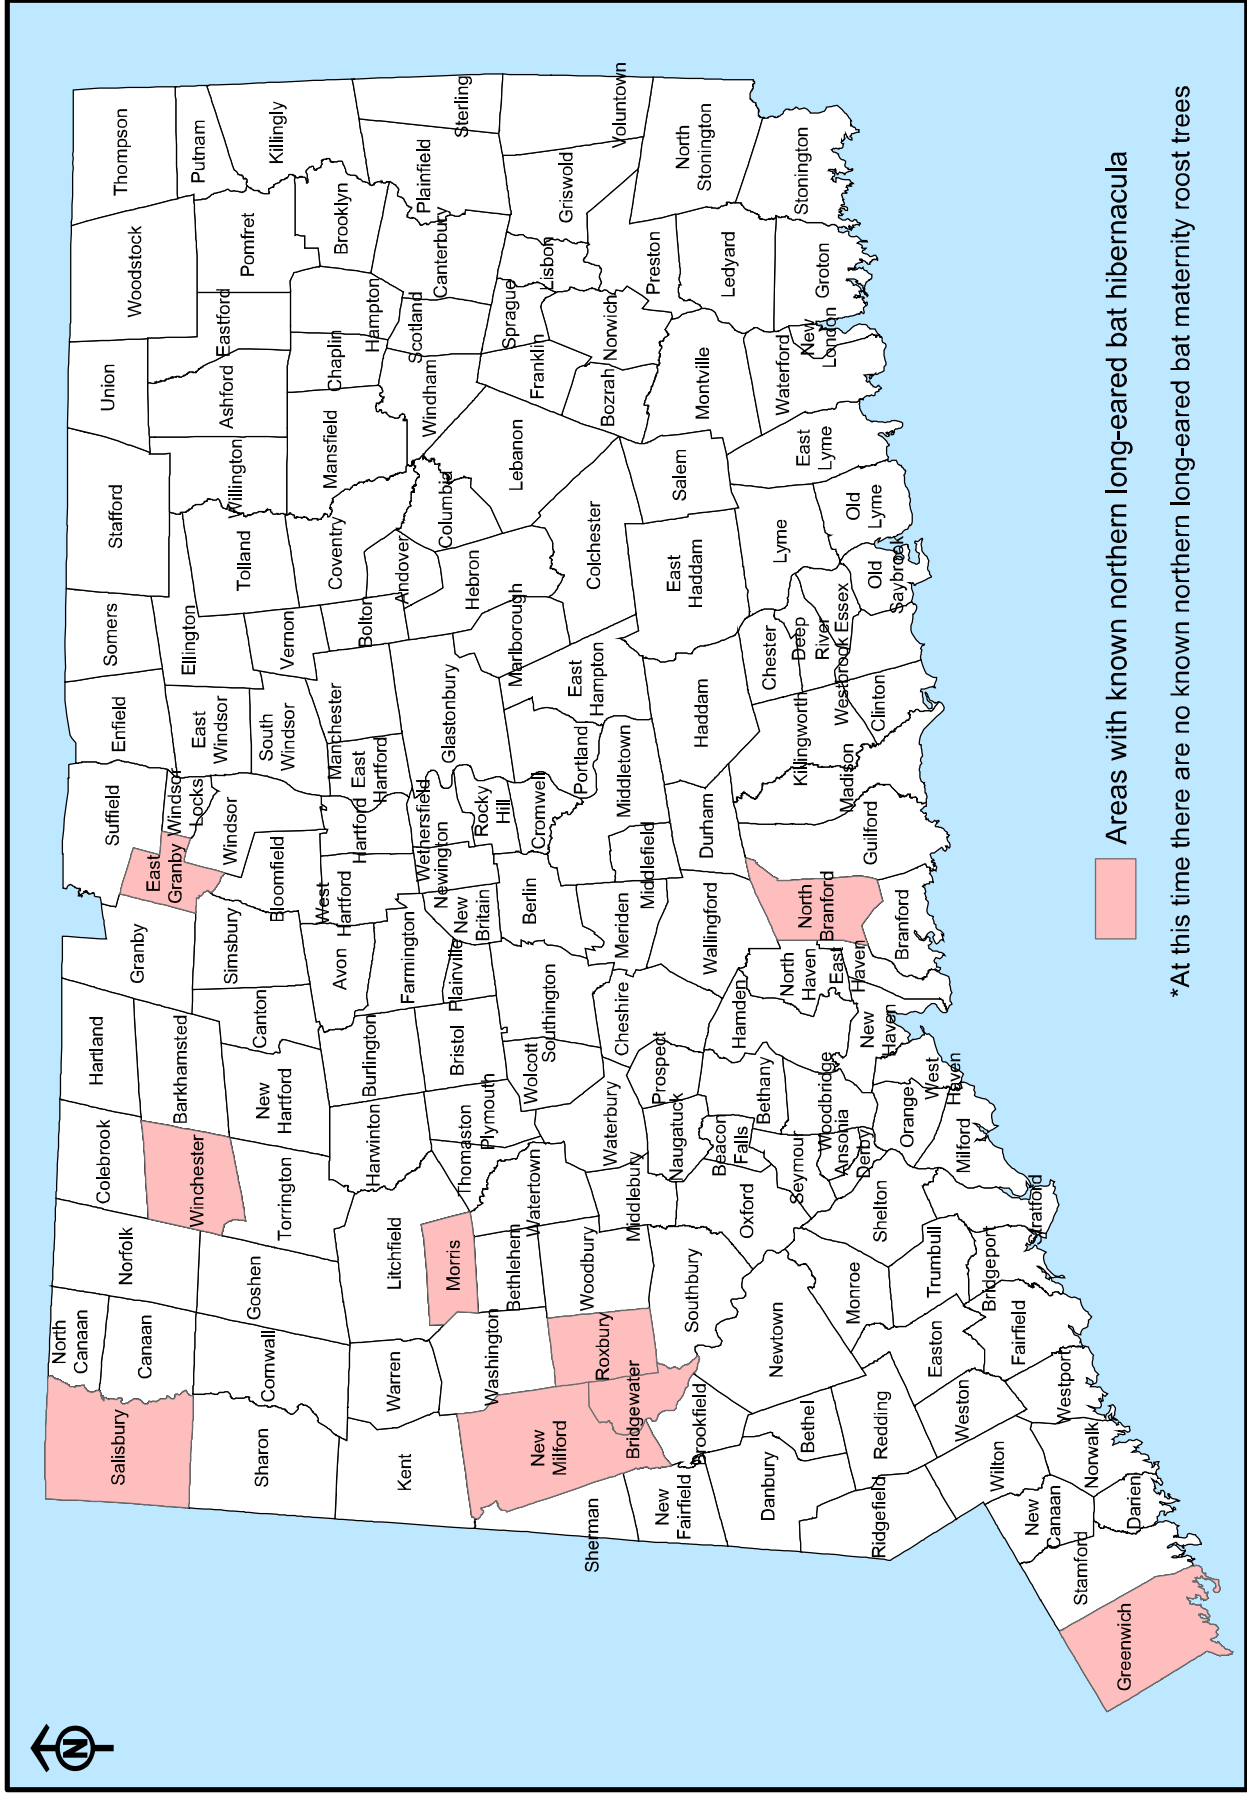 N
North
Canaan
Canaan
Salisbury
Norfolk
Colebrook
Hartland
Granby
Suffield
East
Granby
Windsor
Locks
Enfield
Somers
Stafford
Union
Woodstock
Thompson
Putnam
Winchester
Barkhamsted
Simsbury
Windsor
East
Windsor
Ellington
Tolland
Willington
Ashford
Eastford
Pomfret
Killingly
Sharon
Cornwall
Goshen
Torrington
New
Hartford
Canton
Bloomfield
South
Windsor
Vernon
Coventry
Mansfield
Chaplin
Hampton
Brooklyn
Kent
Warren
Litchfield
Harwinton
Burlington
Avon
West
Hartford
Hartford
East
Hartford
Manchester
Bolton
Andover
Columbia
Windham
Scotland
Canterbury
Plainfield
Sterling
New
Milford
Washington
Morris
Bethlehem
Thomaston
Plymouth
Watertown
Bristol
Farmington
Plainville
New
Britain
Newington
Wethersfield
Rocky
Hill
Glastonbury
Marlborough
Hebron
Lebanon
Franklin
Sprague
Lisbon
Griswold
Voluntown
Sherman
Bridgewater
Roxbury
Woodbury
Middlebury
Waterbury
Wolcott
Southington
Berlin
Cromwell
Portland
East
Hampton
Colchester
Bozrah
Norwich
Preston
North
Stonington
New
Fairfield
Brookfield
Southbury
Naugatuck
Prospect
Cheshire
Meriden
Middlefield
Middletown
Haddam
East
Haddam
Salem
Montville
Ledyard
Stonington
Danbury
Bethel
Newtown
Oxford
Beacon
Falls
Bethany
Hamden
Wallingford
Durham
Killingworth
Chester
Deep
River
Essex
Lyme
East
Lyme
Waterford
New
London
Groton
Ridgefield
Redding
Monroe
Seymour
Ansonia
Derby
Woodbridge
North
Haven
East
Haven
North
Branford
Guilford
Madison
Clinton
Westbrook
Old
Saybrook
Old
Lyme
Wilton
Weston
Easton
Trumbull
Shelton
Orange
West
Haven
New
Haven
Branford
New
Canaan
Norwalk
Westport
Fairfield
Bridgeport
Stratford
Milford
Greenwich
Stamford
Darien
Areas with known northern long-eared bat hibernacula
*At this time there are no known northern long-eared bat maternity roost trees